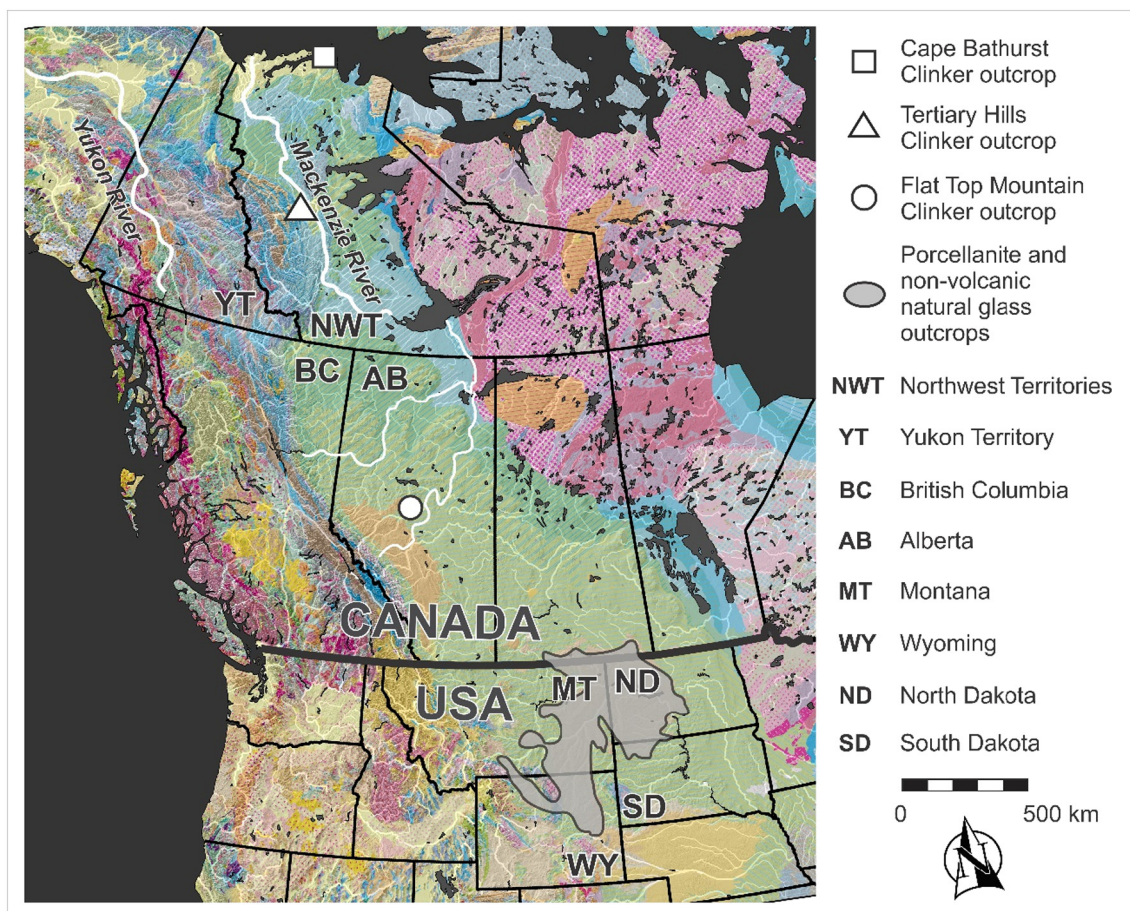 Yukon River
Mackenzie River
YT
NWT
BC
AB
CANADA
USA
MT
ND
SD
WY
Cape Bathurst
Clinker outcrop
Tertiary Hills
Clinker outcrop
Flat Top Mountain
Clinker outcrop
Porcellanite and
non-volcanic
natural glass
outcrops
NWT Northwest Territories
YT Yukon Territory
BC British Columbia
AB Alberta
MT Montana
WY Wyoming
ND North Dakota
SD South Dakota
0 500 km
N